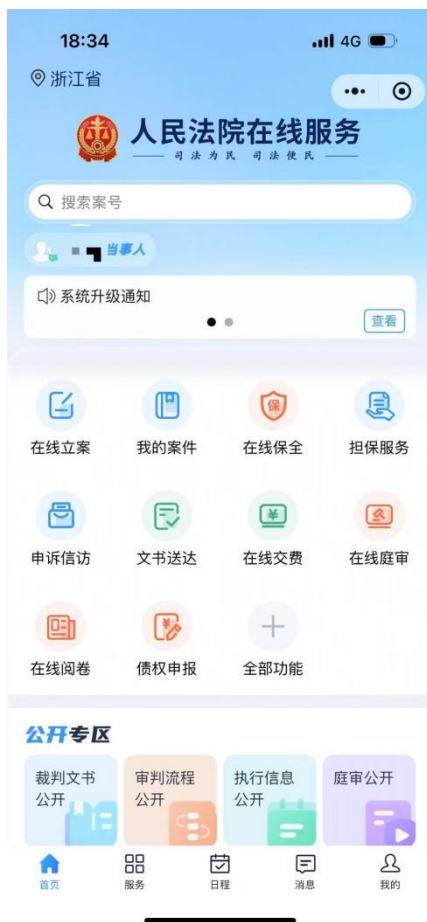 18:34
4G
浙江省
人民法院在线服务
司法为民 司法便民
搜索案号
当事人
系统升级通知
查看
在线立案 我的案件 在线保全 担保服务
申诉信访 文书送达 在线交费 在线庭审
在线阅卷 债权申报 全部功能
公开专区
裁判文书 审判流程 执行信息 庭审公开
公开 公开 公开
首页 服务 日程 消息 我的